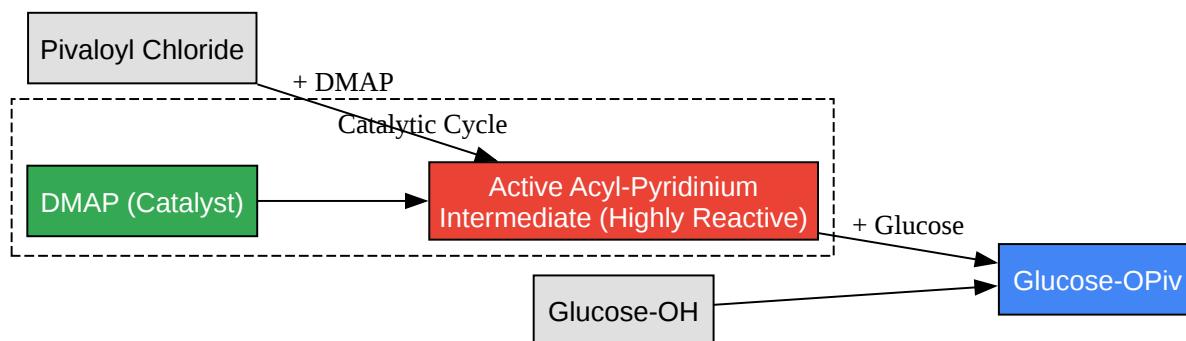 Pivaloyl Chloride
+ DMAP
Catalytic Cycle
DMAP (Catalyst)
Active Acyl-Pyridinium
Intermediate (Highly Reactive)
+ Glucose
Glucose-OPiv
Glucose-OH